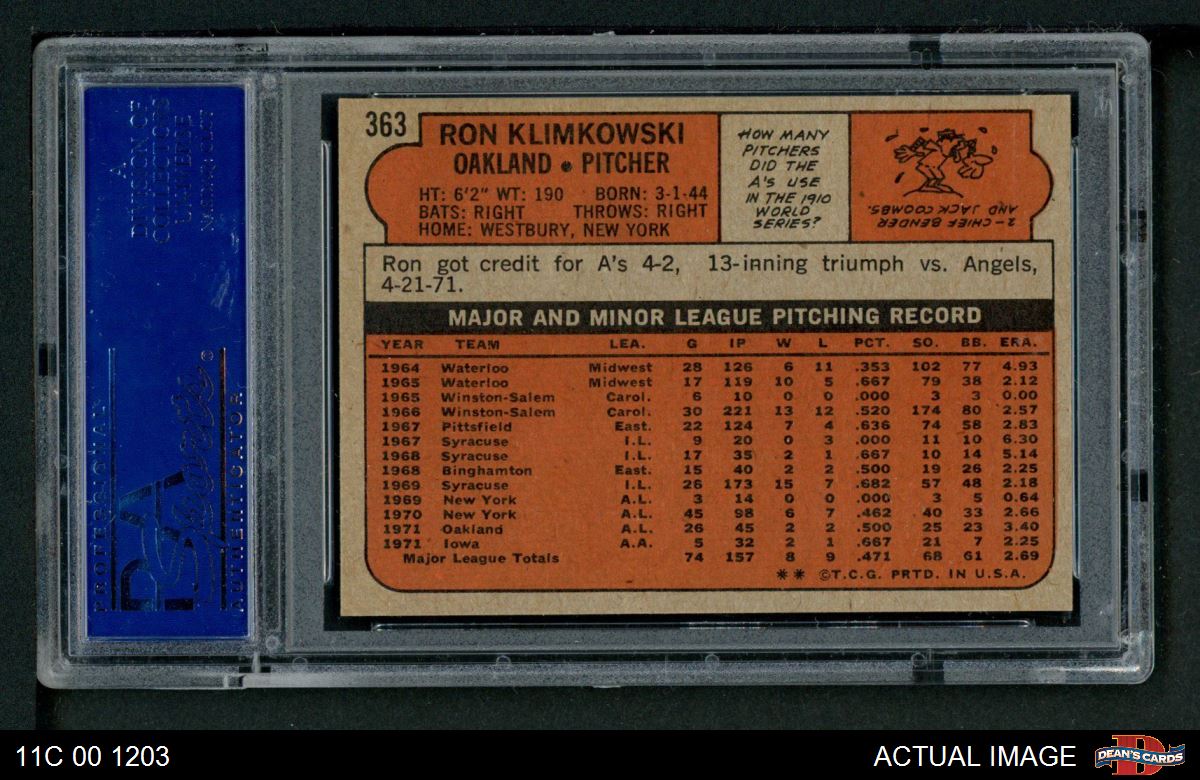 363
RON KLIMKOWSKI
OAKLAND • PITCHER
HT: 6'2" WT: 190 BORN: 3-1-44
BATS: RIGHT THROWS: RIGHT
HOME: WESTBURY, NEW YORK
HOW MANY
PITCHERS
DID THE
A's USE
IN THE 1910
WORLD
SERIES?
2-CHIEF BENDER
AND JACK COOMBS.
Ron got credit for A's 4-2, 13-inning triumph vs. Angels,
4-21-71.
MAJOR AND MINOR LEAGUE PITCHING RECORD
YEAR TEAM LEA. G IP W L PCT. SO. BB. ERA.
1964 Waterloo Midwest 28 126 6 11 .353 102 77 4.93
1965 Waterloo Midwest 17 119 10 5 .667 79 38 2.12
1965 Winston-Salem Carol. 6 10 0 0 .000 3 3 0.00
1966 Winston-Salem Carol. 30 221 13 12 .520 174 80 2.57
1967 Pittsfield East. 22 124 7 4 .636 74 58 2.83
1967 Syracuse I.L. 9 20 0 3 .000 11 10 6.30
1968 Syracuse I.L. 17 35 2 1 .667 10 14 5.14
1968 Binghamton East. 15 40 2 2 .500 19 26 2.25
1969 Syracuse I.L. 26 173 15 7 .682 57 48 2.18
1969 New York A.L. 3 14 0 0 .000 3 5 0.64
1970 New York A.L. 45 98 6 7 .462 40 33 2.66
1971 Oakland A.L. 26 45 2 2 .500 25 23 3.40
1971 Iowa A.A. 5 32 2 1 .667 21 7 2.25
Major League Totals 74 157 8 9 .471 68 61 2.69
** ©T.C.G. PRTD. IN U.S.A.
A
DIVISION OF
COLLECTORS
UNIVERSE
NASDAQ: CLCT
PROFESSIONAL
PSA
Sports
®
AUTHENTICATOR
11C 00 1203
ACTUAL IMAGE
D
DEAN'S CARDS